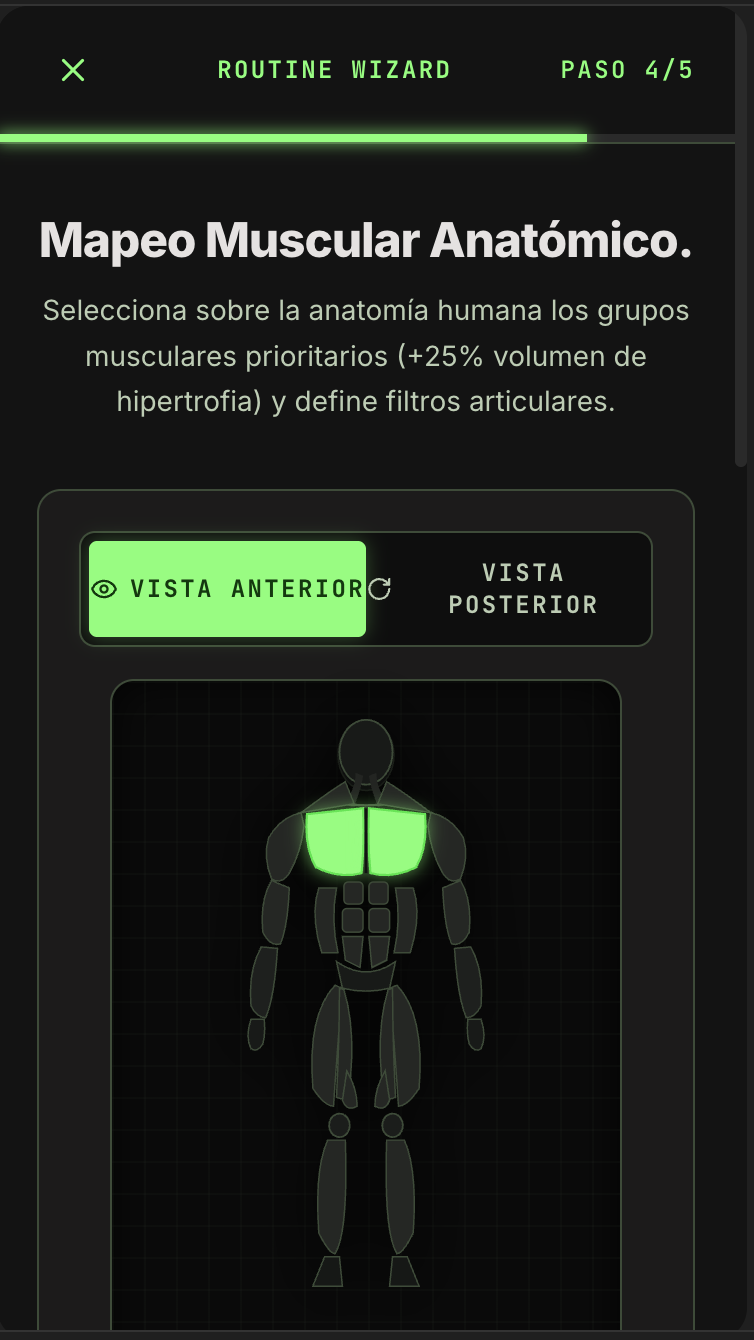 ROUTINE WIZARD
PASO 4/5
Mapeo Muscular Anatómico.
Selecciona sobre la anatomía humana los grupos
musculares prioritarios (+25% volumen de
hipertrofia) y define filtros articulares.
VISTA ANTERIOR
VISTA
POSTERIOR